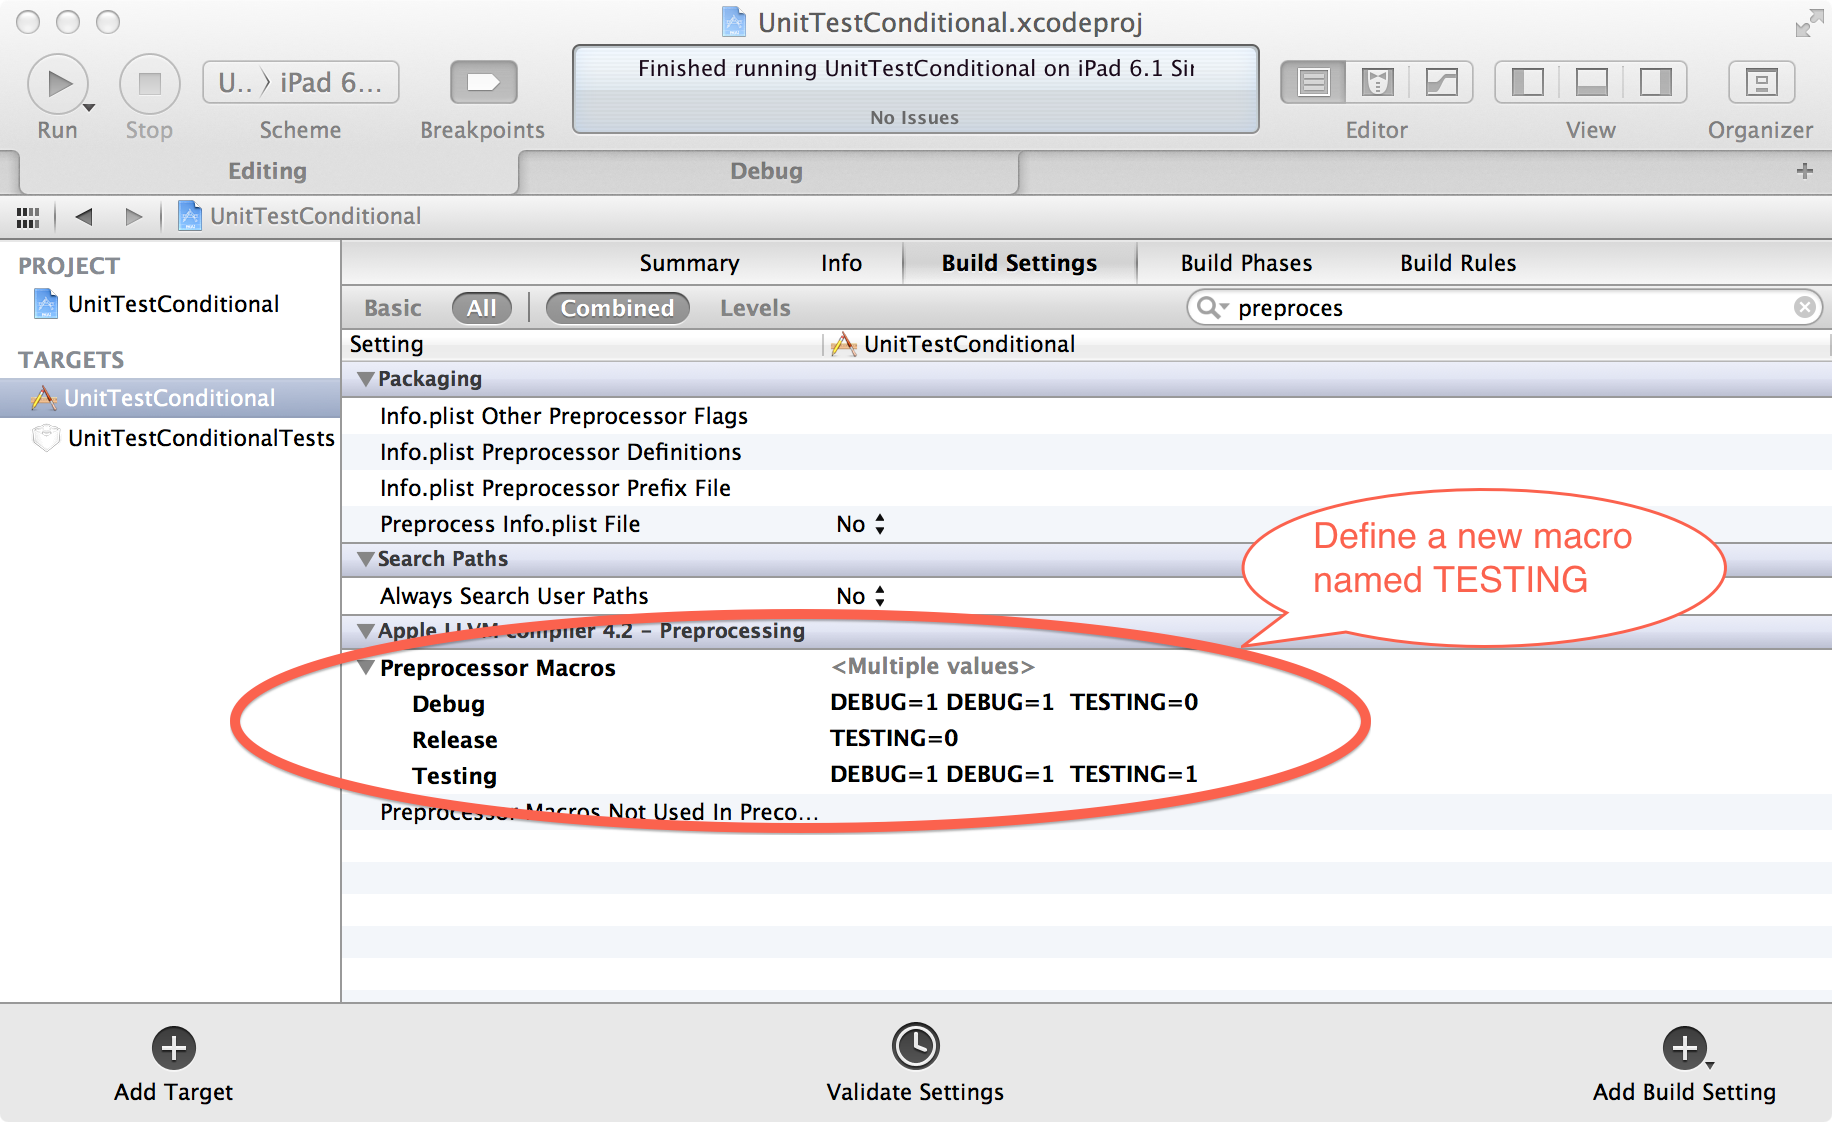 UnitTestConditional.xcodeproj
U.. 〉 iPad 6...
Finished running UnitTestConditional on iPad 6.1 Sir
No Issues
Run
Stop
Scheme
Breakpoints
Editor
View
Organizer
Editing
Debug
+
UnitTestConditional
PROJECT
UnitTestConditional
TARGETS
UnitTestConditional
UnitTestConditionalTests
Summary Info Build Settings Build Phases Build Rules
Basic All Combined Levels
preproces
Setting UnitTestConditional
Packaging
Info.plist Other Preprocessor Flags
Info.plist Preprocessor Definitions
Info.plist Preprocessor Prefix File
Preprocess Info.plist File No
Search Paths
Always Search User Paths No
Define a new macro
named TESTING
Apple LLVM compiler 4.2 – Preprocessing
Preprocessor Macros <Multiple values>
Debug DEBUG=1 DEBUG=1 TESTING=0
Release TESTING=0
Testing DEBUG=1 DEBUG=1 TESTING=1
Preprocessor Macros Not Used In Preco...
Add Target
Validate Settings
Add Build Setting